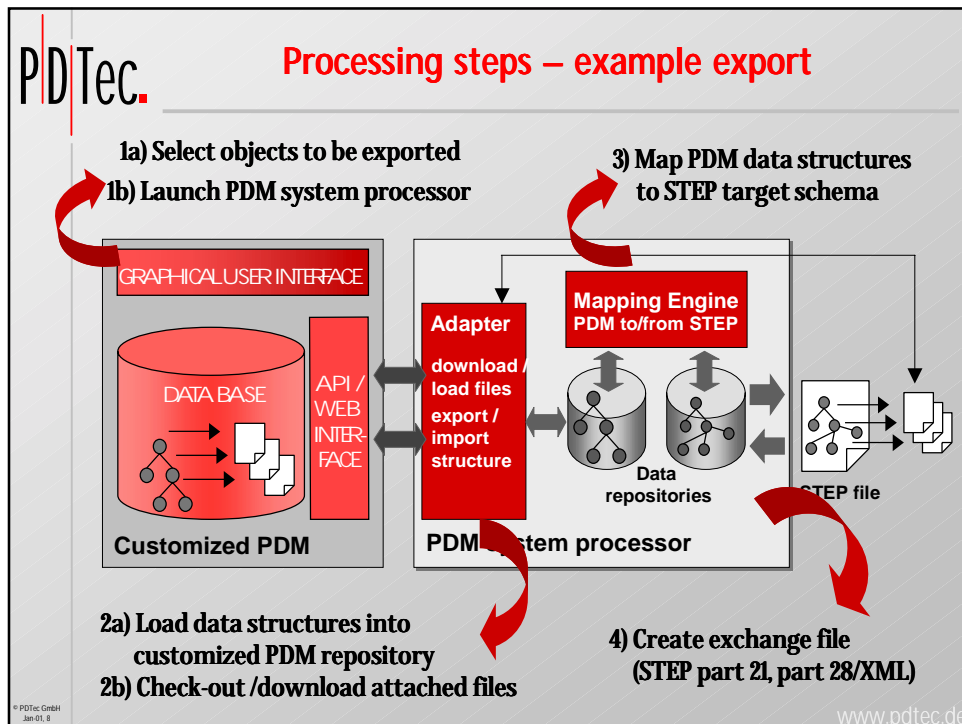 PDTec.
Processing steps – example export
1a) Select objects to be exported
1b) Launch PDM system processor
3) Map PDM data structures
to STEP target schema
GRAPHICAL USER INTERFACE
DATA BASE
API /
WEB
INTER-
FACE
Customized PDM
Adapter
download /
load files
export /
import
structure
Mapping Engine
PDM to/from STEP
Data
repositories
PDM system processor
STEP file
2a) Load data structures into
customized PDM repository
2b) Check-out /download attached files
4) Create exchange file
(STEP part 21, part 28/XML)
© PDTec GmbH
Jan-01, 8
www.pdtec.de